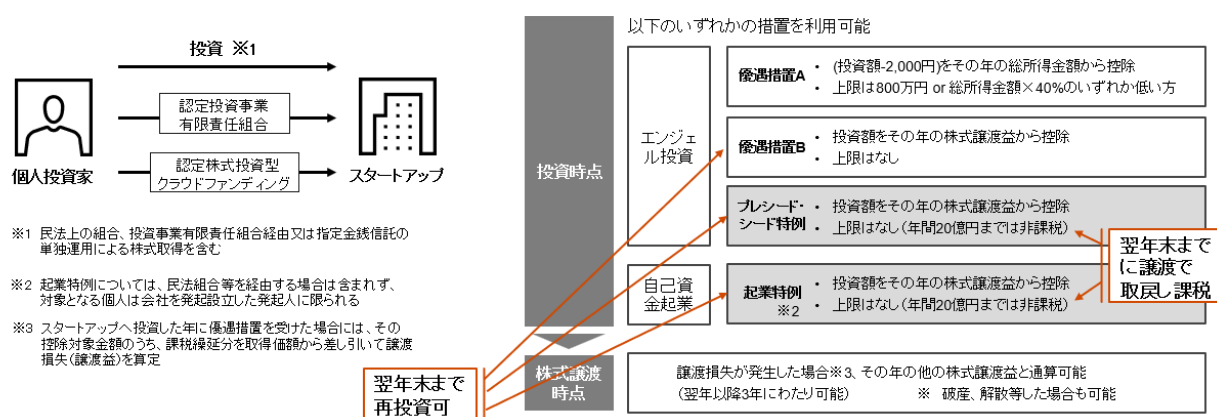 投資 ※1
認定投資事業
有限責任組合
認定株式投資型
クラウドファンディング
個人投資家
スタートアップ
※1 民法上の組合、投資事業有限責任組合経由又は指定金銭信託の
単独運用による株式取得を含む
※2 起業特例については、民法組合等を経由する場合は含まれず、
対象となる個人は会社を発起設立した発起人に限られる
※3 スタートアップへ投資した年に優遇措置を受けた場合には、その
控除対象金額のうち、課税繰延分を取得価額から差し引いて譲渡
損失(譲渡益)を算定
翌年末まで
再投資可
以下のいずれかの措置を利用可能
投資時点
エンジェ
ル投資
優遇措置A
・ (投資額-2,000円)をその年の総所得金額から控除
・ 上限は800万円 or 総所得金額×40%のいずれか低い方
優遇措置B
・ 投資額をその年の株式譲渡益から控除
・ 上限はなし
プレシード・
シード特例
・ 投資額をその年の株式譲渡益から控除
・ 上限はなし(年間20億円までは非課税)
自己資
金起業
起業特例
※2
・ 投資額をその年の株式譲渡益から控除
・ 上限はなし(年間20億円までは非課税)
翌年末まで
に譲渡で
取戻し課税
株式譲渡
時点
譲渡損失が発生した場合※3、その年の他の株式譲渡益と通算可能
(翌年以降3年にわたり可能) ※ 破産、解散等した場合も可能